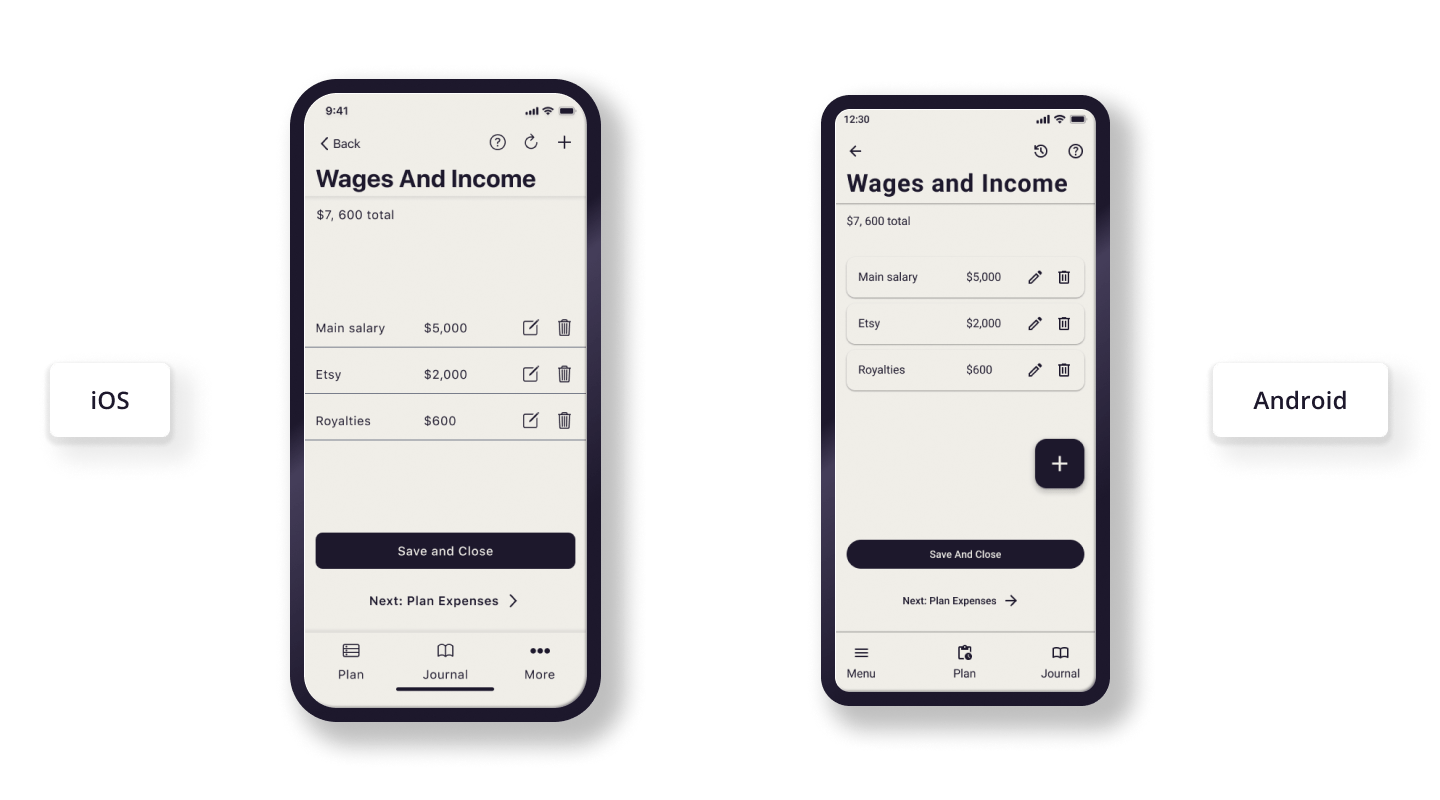 iOS
9:41
Back
Wages And Income
$7, 600 total
Main salary $5,000
Etsy $2,000
Royalties $600
Save and Close
Next: Plan Expenses
Plan Journal More
12:30
Wages and Income
$7, 600 total
Main salary $5,000
Etsy $2,000
Royalties $600
Save And Close
Next: Plan Expenses
Menu Plan Journal
Android